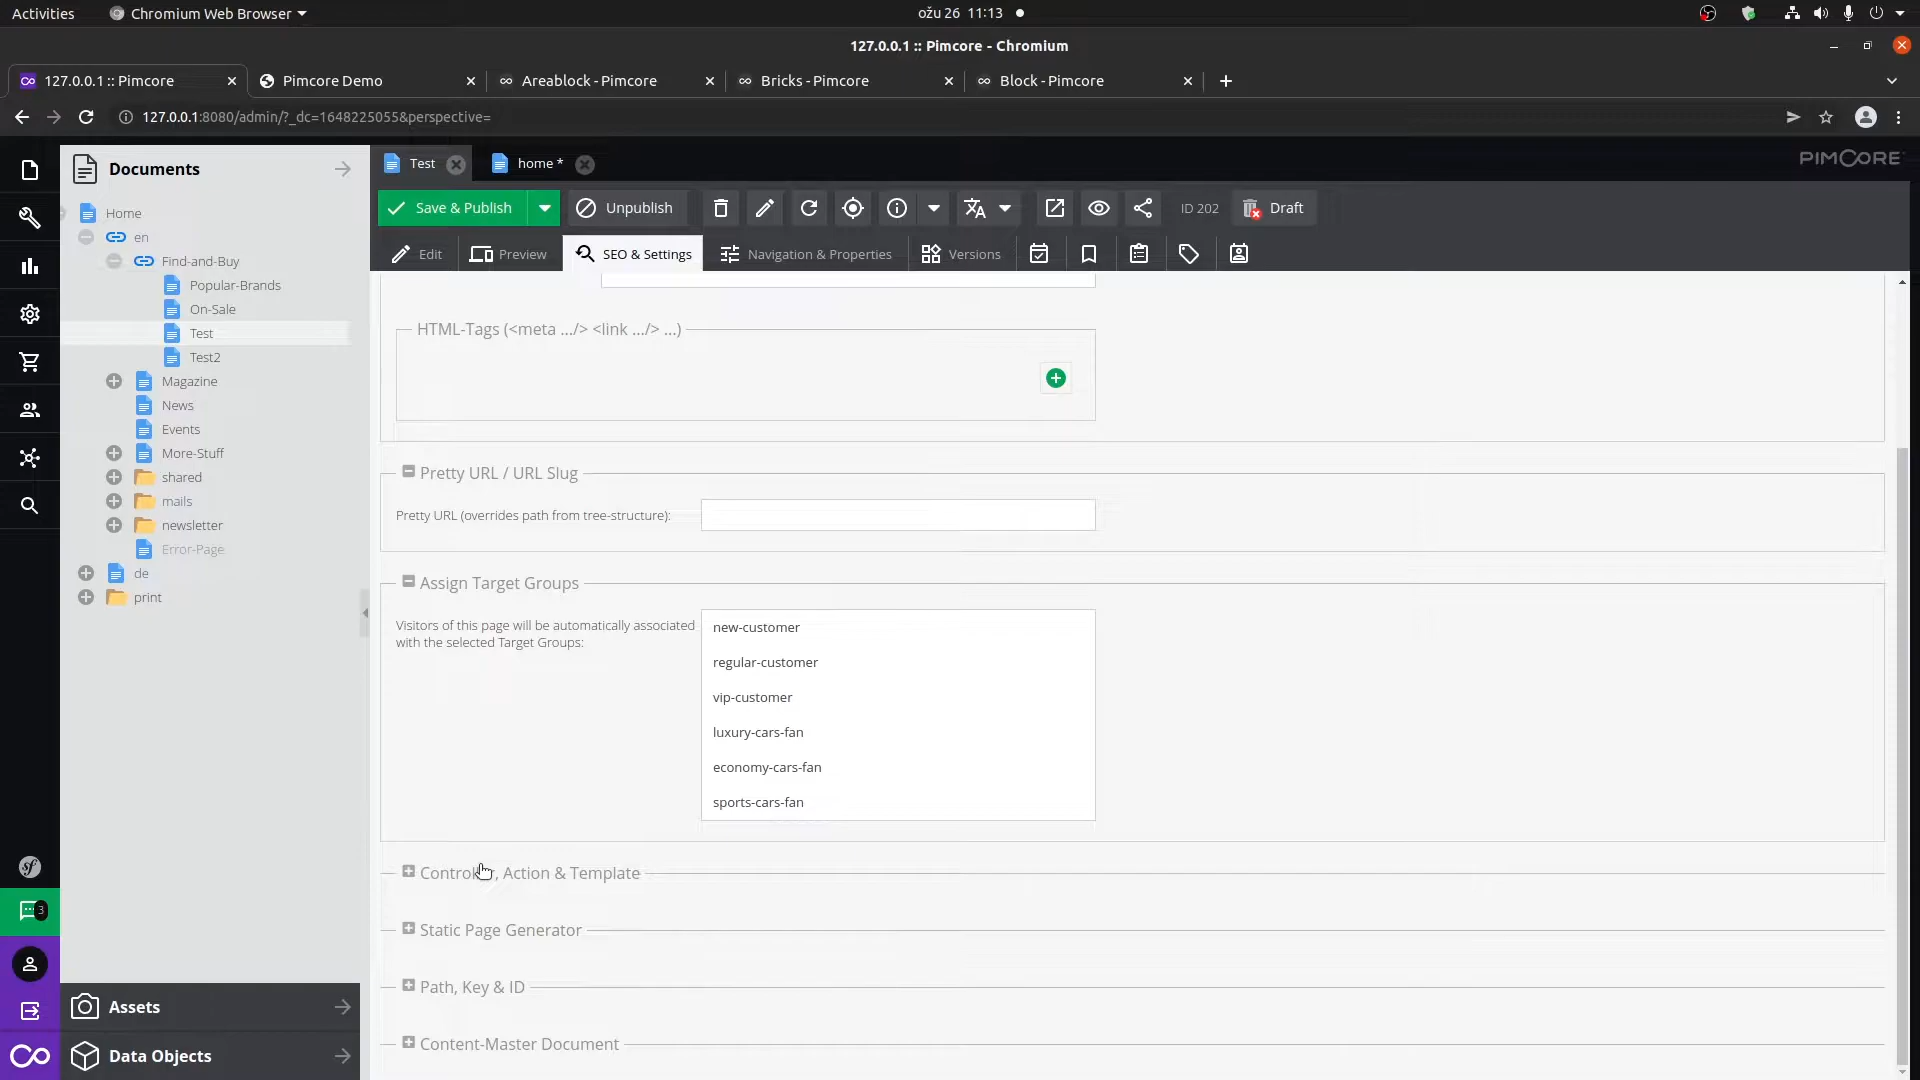 Activities
Chromium Web Browser
ožu 26 11:13
127.0.0.1 :: Pimcore - Chromium
127.0.0.1 :: Pimcore
Pimcore Demo
Areablock - Pimcore
Bricks - Pimcore
Block - Pimcore
127.0.0.1:8080/admin/?_dc=1648225055&perspective=
Documents
Test
home *
PIMCORE
Save & Publish
Unpublish
ID 202
Draft
Edit
Preview
SEO & Settings
Navigation & Properties
Versions
Home
en
Find-and-Buy
Popular-Brands
On-Sale
Test
Test2
Magazine
News
Events
More-Stuff
shared
mails
newsletter
Error-Page
de
print
HTML-Tags (<meta .../> <link .../> ...)
Pretty URL / URL Slug
Pretty URL (overrides path from tree-structure):
Assign Target Groups
Visitors of this page will be automatically associated
with the selected Target Groups:
new-customer
regular-customer
vip-customer
luxury-cars-fan
economy-cars-fan
sports-cars-fan
, Action & Template
Static Page Generator
Path, Key & ID
Content-Master Document
sf
3
Assets
Data Objects